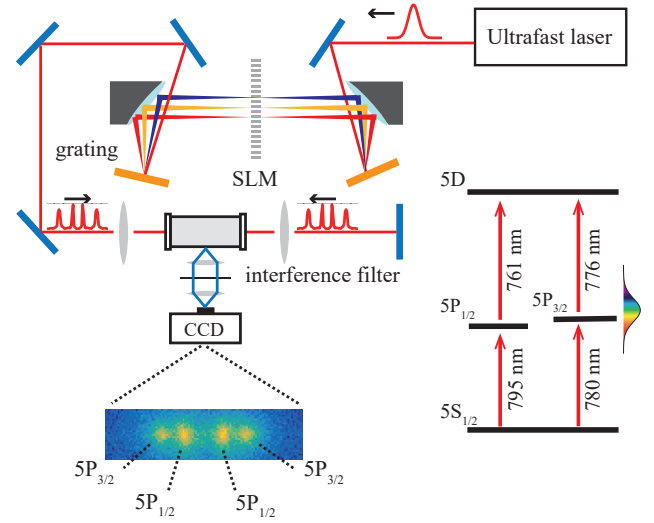 Ultrafast laser
grating
SLM
interference filter
CCD
5P3/2
5P1/2
5P1/2
5P3/2
5D
761 nm
776 nm
5P1/2
5P3/2
795 nm
780 nm
5S1/2